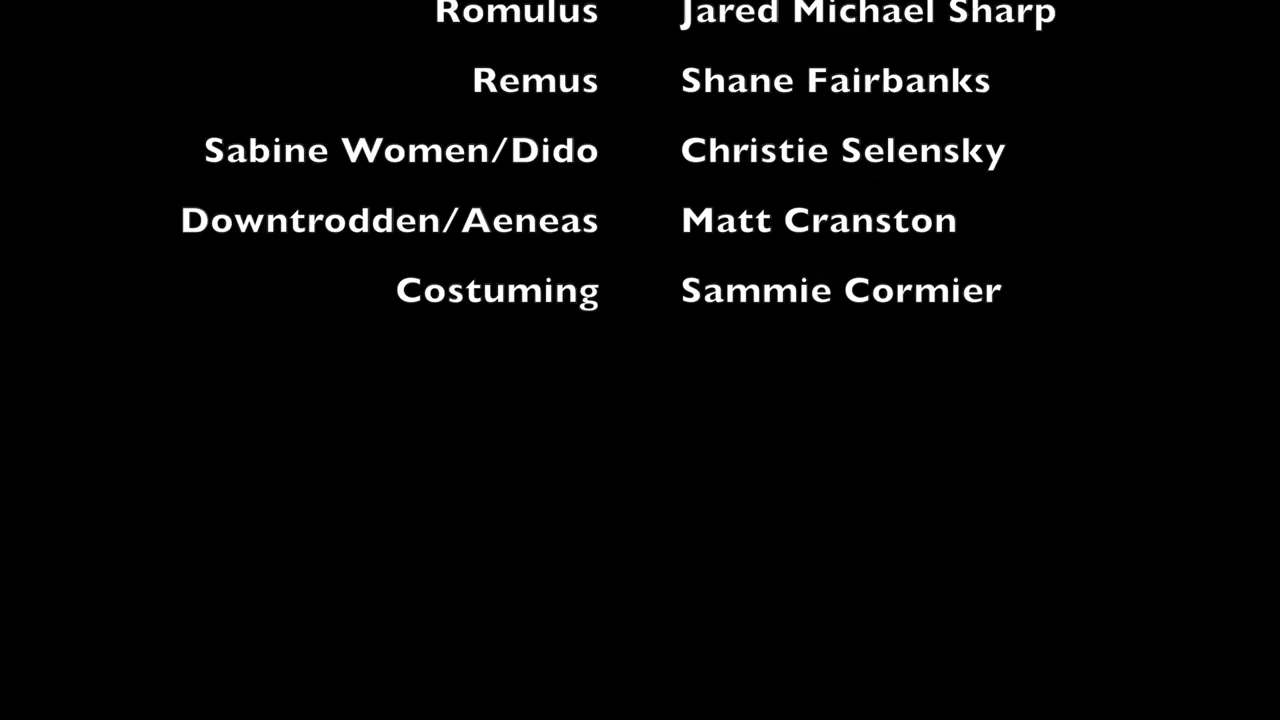 Romulus Jared Michael Sharp
Remus Shane Fairbanks
Sabine Women/Dido Christie Selensky
Downtrodden/Aeneas Matt Cranston
Costuming Sammie Cormier